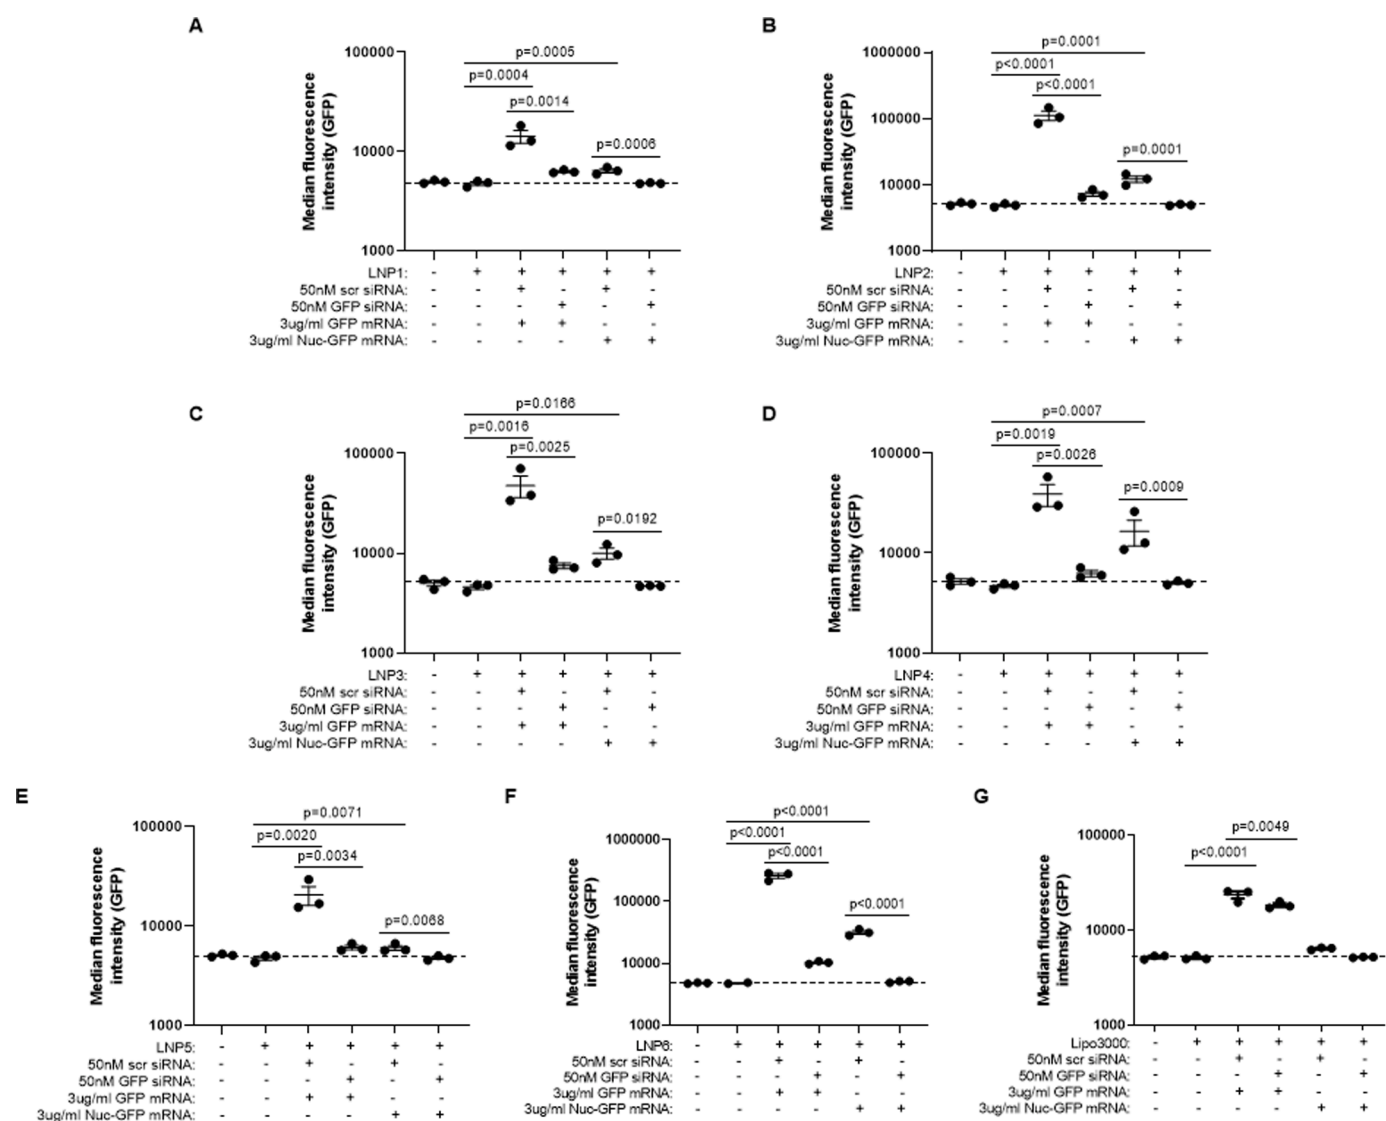 A
Median fluorescence
intensity (GFP)
100000
10000
1000
p=0.0005
p=0.0004
p=0.0014
p=0.0006
LNP1: - + + + + +
50nM scr siRNA: - - + - + -
50nM GFP siRNA: - - - + - +
3ug/ml GFP mRNA: - - + + - -
3ug/ml Nuc-GFP mRNA: - - - - + +
B
Median fluorescence
intensity (GFP)
1000000
100000
10000
1000
p=0.0001
p<0.0001
p<0.0001
p=0.0001
LNP2: - + + + + +
50nM scr siRNA: - - + - + -
50nM GFP siRNA: - - - + - +
3ug/ml GFP mRNA: - - + + - -
3ug/ml Nuc-GFP mRNA: - - - - + +
C
Median fluorescence
intensity (GFP)
100000
10000
1000
p=0.0166
p=0.0016
p=0.0025
p=0.0192
LNP3: - + + + + +
50nM scr siRNA: - - + - + -
50nM GFP siRNA: - - - + - +
3ug/ml GFP mRNA: - - + + - -
3ug/ml Nuc-GFP mRNA: - - - - + +
D
Median fluorescence
intensity (GFP)
100000
10000
1000
p=0.0007
p=0.0019
p=0.0026
p=0.0009
LNP4: - + + + + +
50nM scr siRNA: - - + - + -
50nM GFP siRNA: - - - + - +
3ug/ml GFP mRNA: - - + + - -
3ug/ml Nuc-GFP mRNA: - - - - + +
E
Median fluorescence
intensity (GFP)
100000
10000
1000
p=0.0071
p=0.0020
p=0.0034
p=0.0068
LNP5: - + + + + +
50nM scr siRNA: - - + - + -
50nM GFP siRNA: - - - + - +
3ug/ml GFP mRNA: - - + + - -
3ug/ml Nuc-GFP mRNA: - - - - + +
F
Median fluorescence
intensity (GFP)
1000000
100000
10000
1000
p<0.0001
p<0.0001
p<0.0001
p<0.0001
LNP6: - + + + + +
50nM scr siRNA: - - + - + -
50nM GFP siRNA: - - - + - +
3ug/ml GFP mRNA: - - + + - -
3ug/ml Nuc-GFP mRNA: - - - - + +
G
Median fluorescence
intensity (GFP)
100000
10000
1000
p=0.0049
p<0.0001
Lipo3000: - + + + + +
50nM scr siRNA: - - + - + -
50nM GFP siRNA: - - - + - +
3ug/ml GFP mRNA: - - + + - -
3ug/ml Nuc-GFP mRNA: - - - - + +